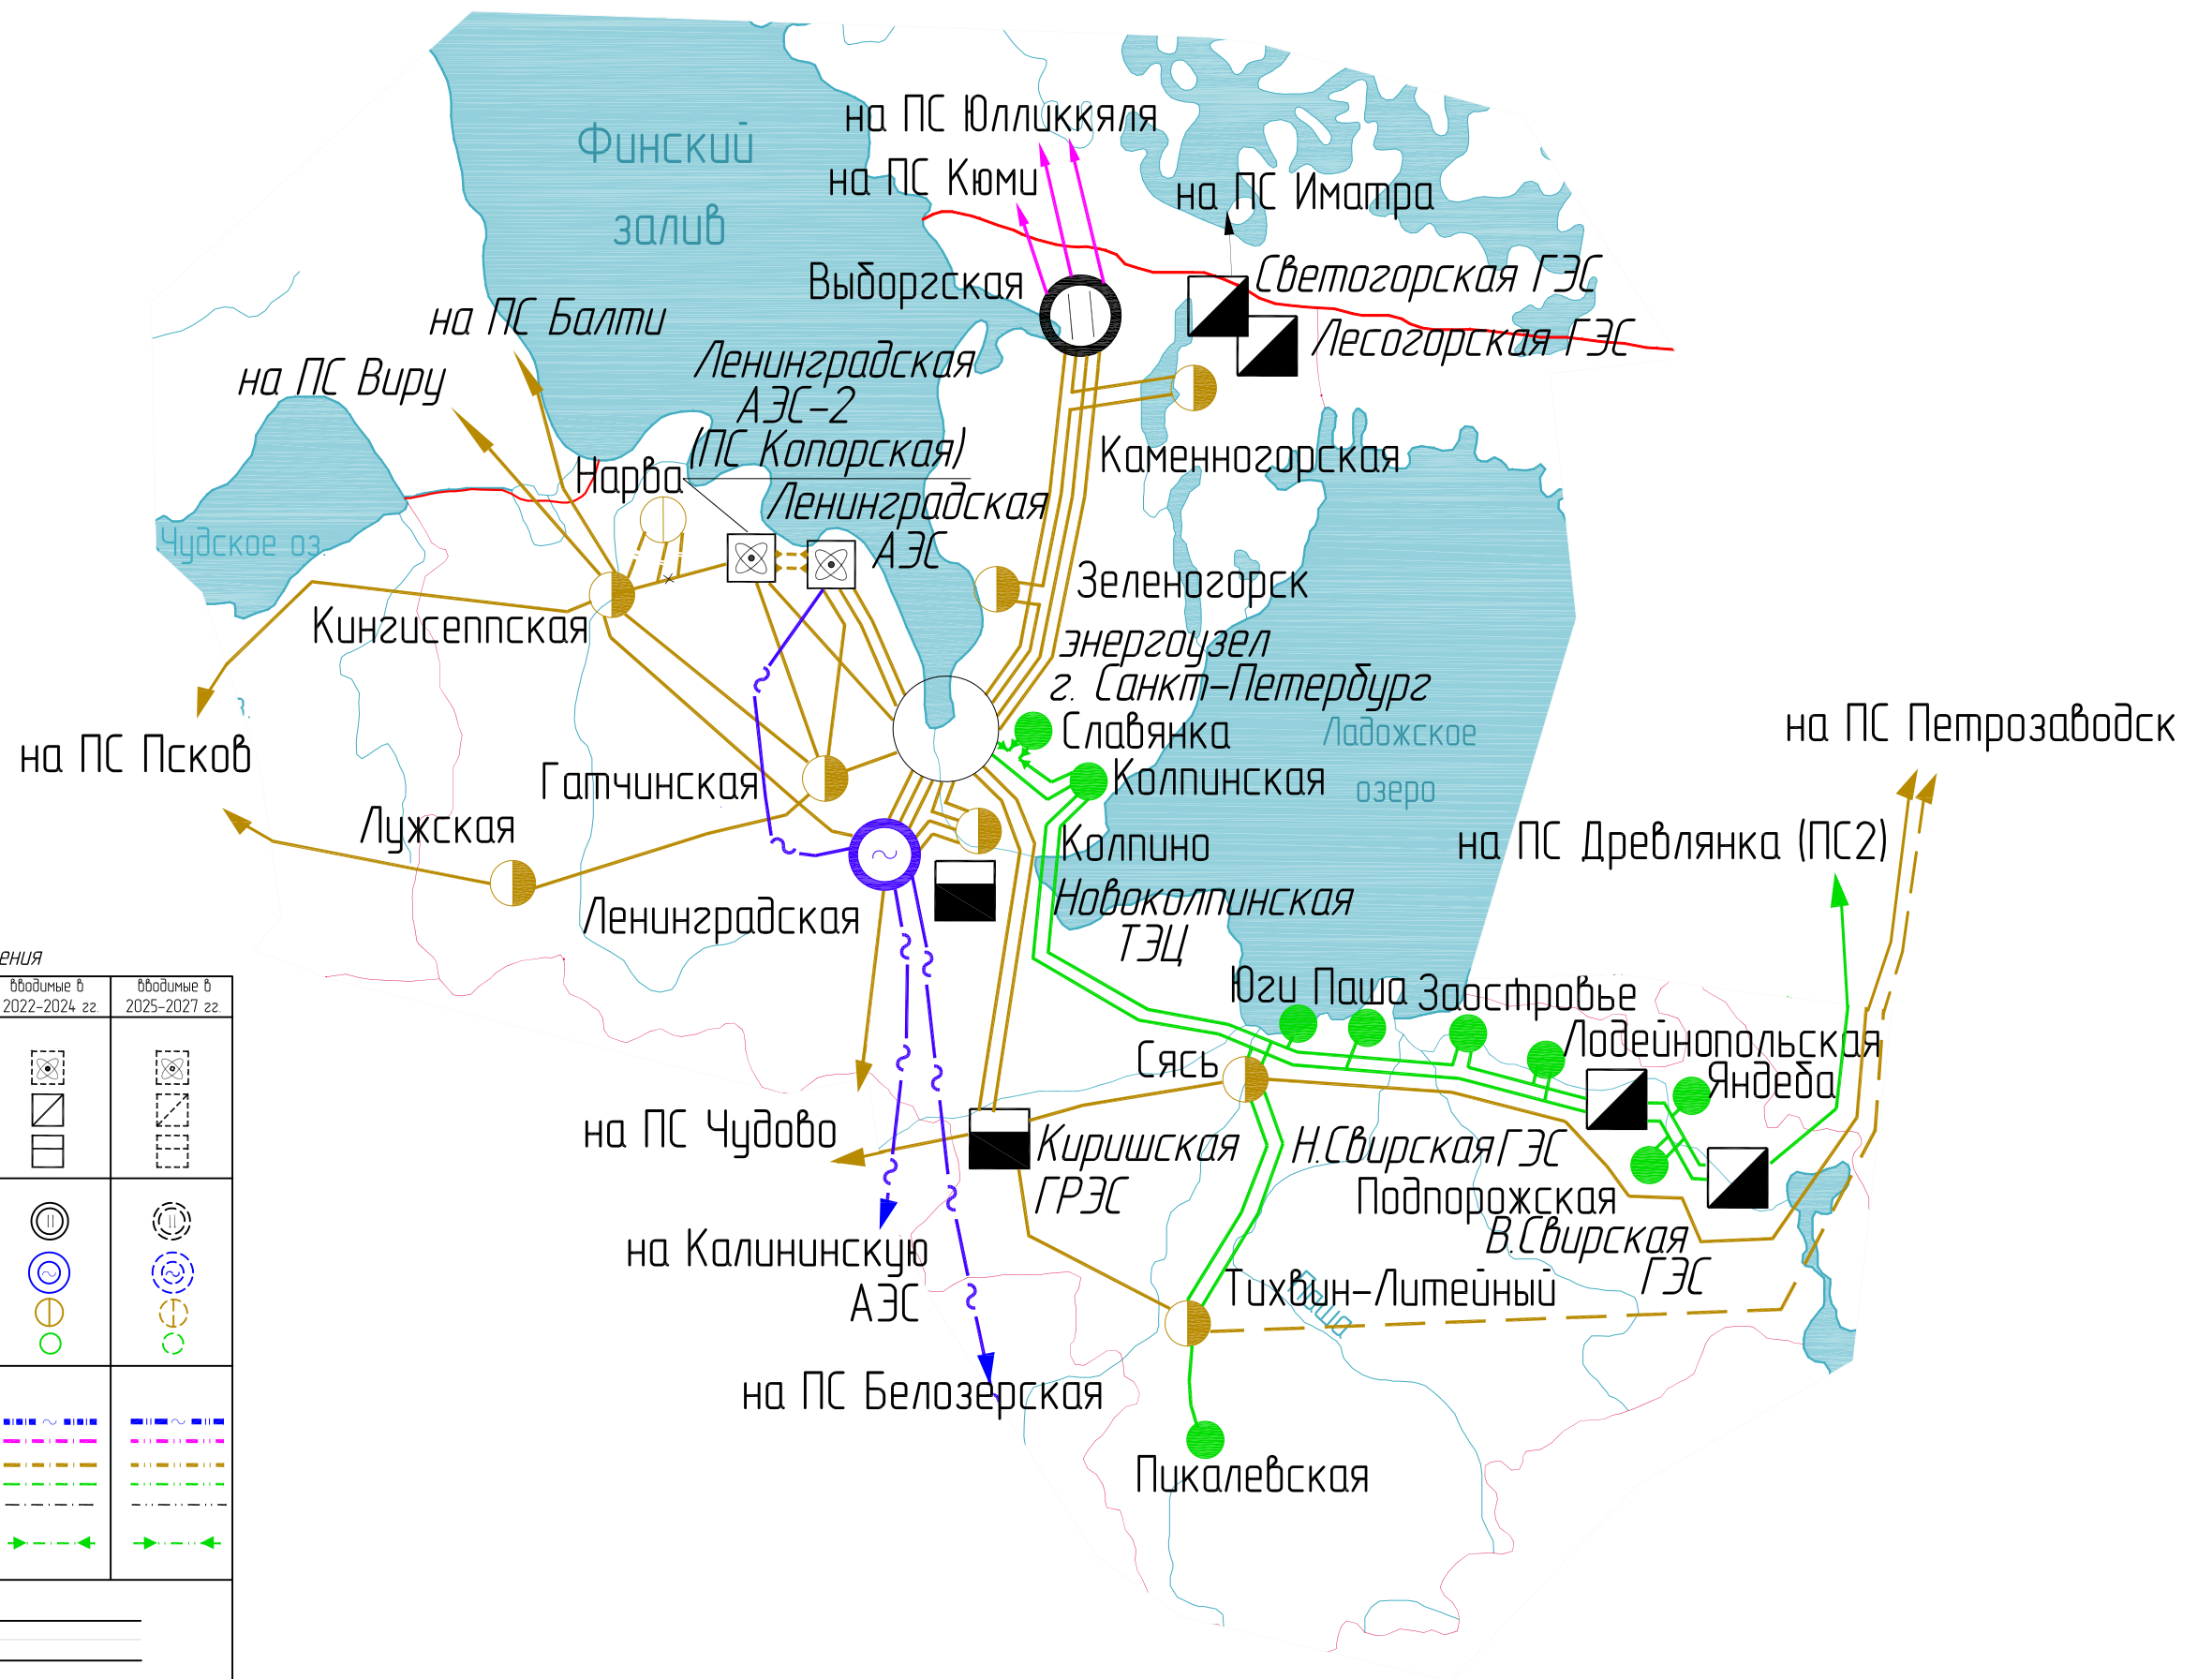 на ПС Юлликкяля
Финский
на ПС Кюми
на ПС Иматра
залив
Светогорская ГЭС
Выборгская
на ПС Балти
Лесогорская ГЭС
Ленинградская
АЭС-2
на ПС Виру
(ПС Копорская)
Каменногорская
Нарва
Ленинградская
АЭС
Чудское оз.
Зеленогорск
Кингисеппская
энергоузел
г. Санкт-Петербург
Славянка
Ладожское
на ПС Петрозаводск
на ПС Псков
Гатчинская
Колпинская
озеро
Лужская
Колпино
на ПС Древлянка (ПС2)
Ленинградская
Новоколпинская
ТЭЦ
ения
вводимые в
2022-2024 гг.
вводимые в
2025-2027 гг.
Юги
Паша
Заостровье
Лодейнопольская
Сясь
Яндеба
на ПС Чудово
Киришская
ГРЭС
Н.Свирская ГЭС
Подпорожская
В.Свирская
ГЭС
на Калининскую
АЭС
Тихвин-Литейный
Паша
на ПС Белозерская
Пикалевская